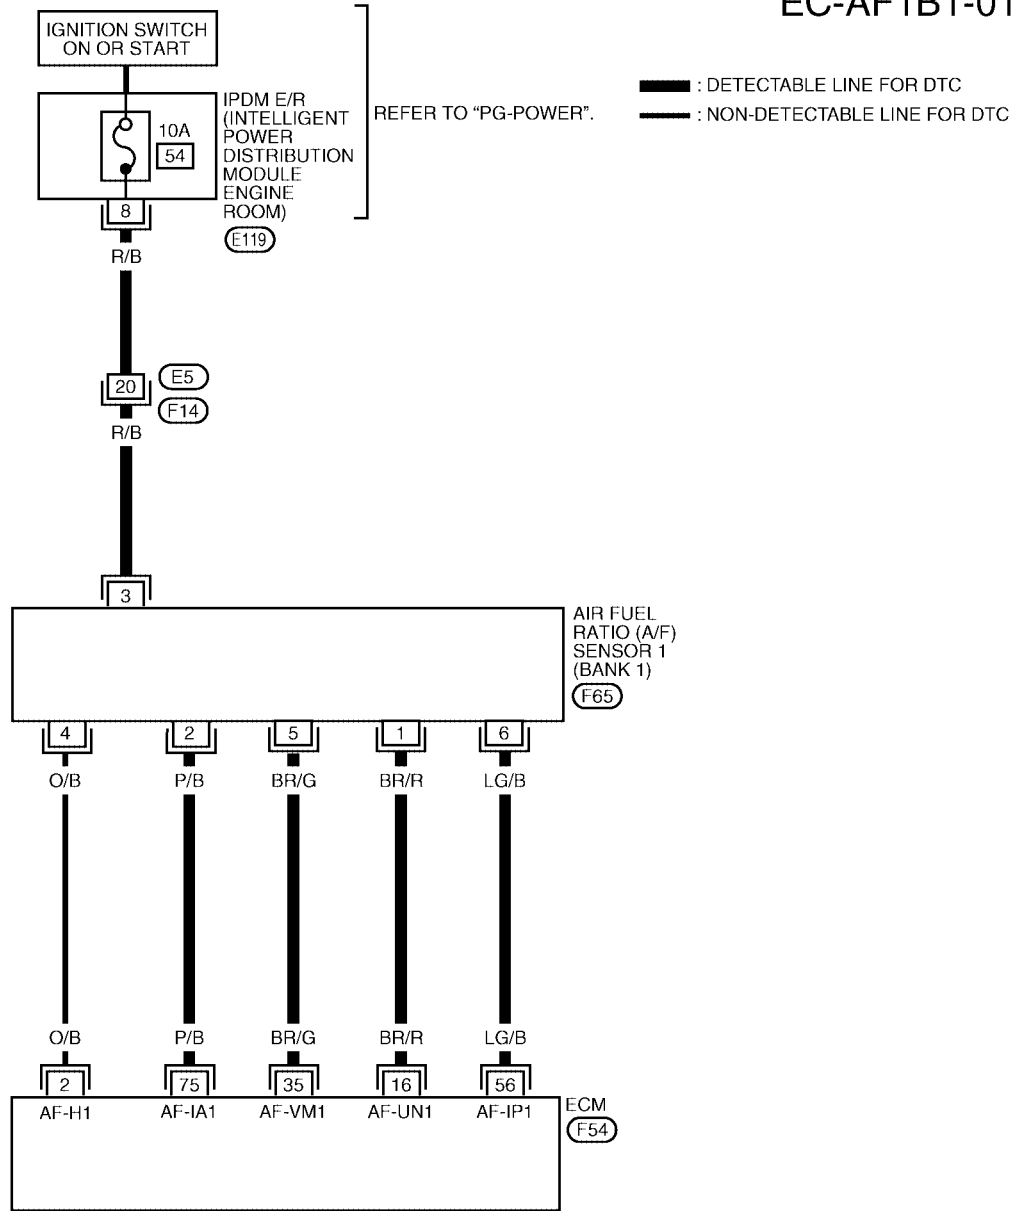 EC-AF1B1-01
IGNITION SWITCH
ON OR START
IPDM E/R
(INTELLIGENT
POWER
DISTRIBUTION
MODULE
ENGINE
ROOM)
E119
10A
54
8
REFER TO “PG-POWER”.
: DETECTABLE LINE FOR DTC
: NON-DETECTABLE LINE FOR DTC
R/B
20
E5
F14
R/B
3
AIR FUEL
RATIO (A/F)
SENSOR 1
(BANK 1)
F65
4 2 5 1 6
O/B P/B BR/G BR/R LG/B
O/B P/B BR/G BR/R LG/B
2 75 35 16 56
AF-H1 AF-IA1 AF-VM1 AF-UN1 AF-IP1
ECM
F54